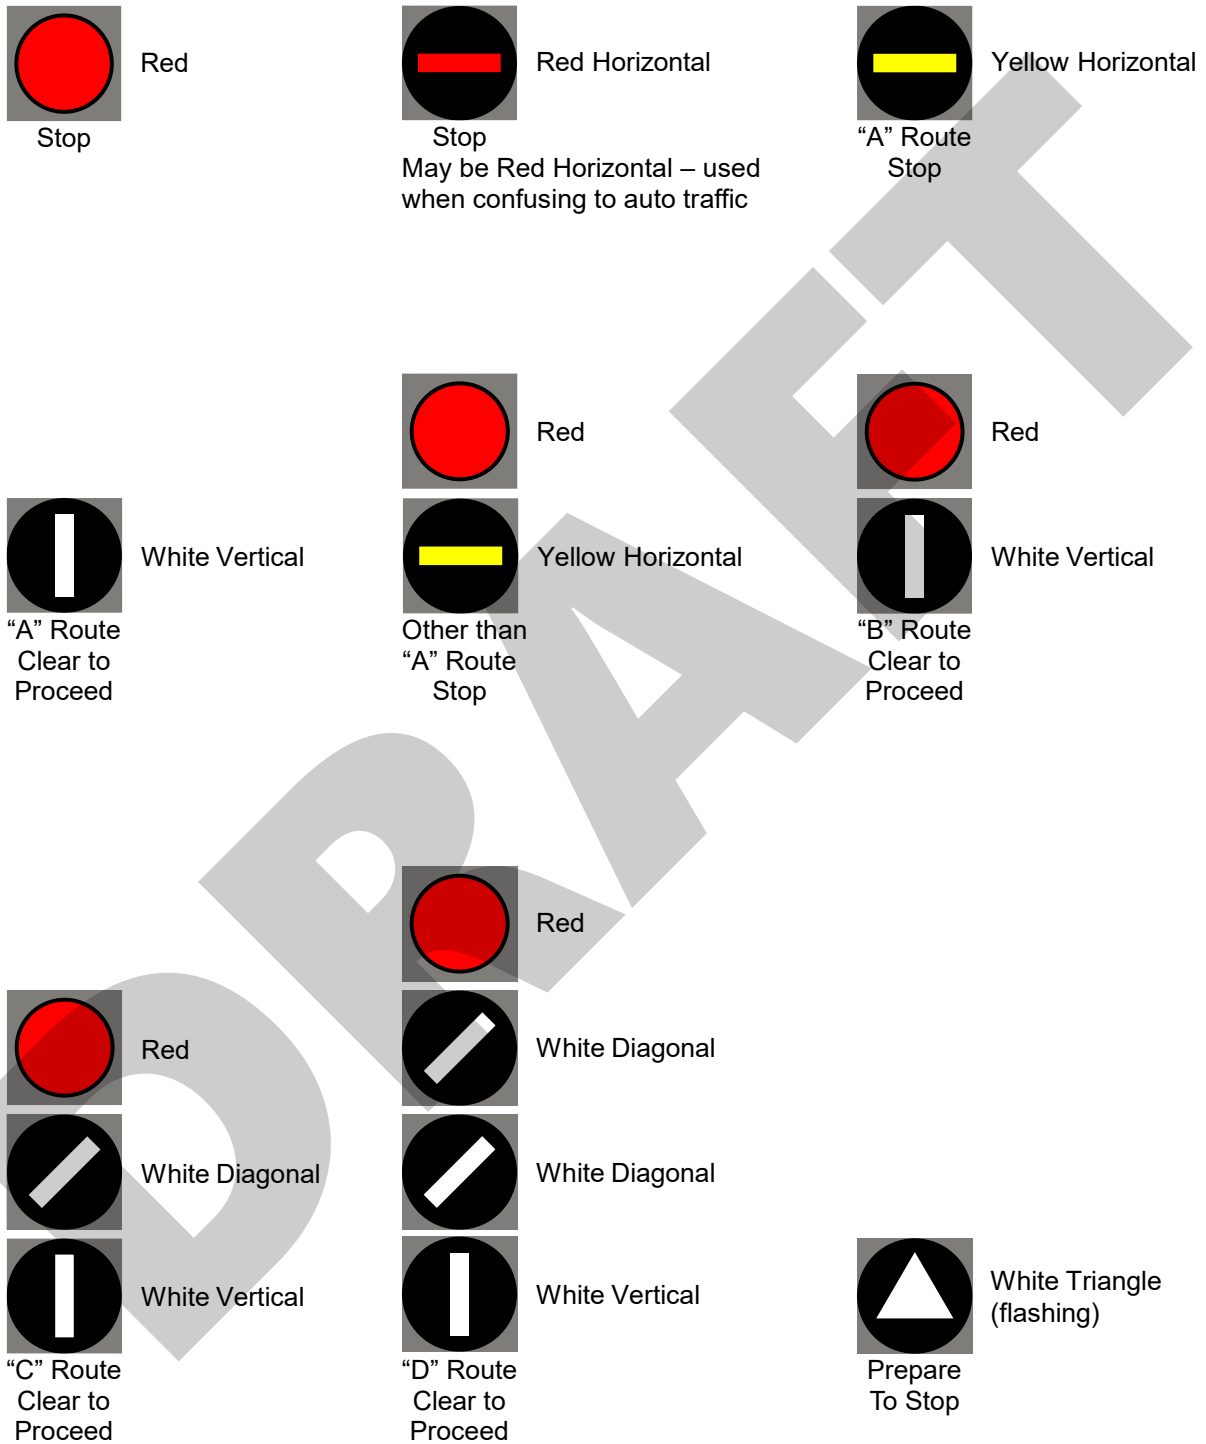 Red
Stop
Red Horizontal
Stop
May be Red Horizontal – used
when confusing to auto traffic
Yellow Horizontal
“A” Route
Stop
White Vertical
“A” Route
Clear to
Proceed
Red
Yellow Horizontal
Other than
“A” Route
Stop
Red
White Vertical
“B” Route
Clear to
Proceed
Red
White Diagonal
White Vertical
“C” Route
Clear to
Proceed
Red
White Diagonal
White Diagonal
White Vertical
“D” Route
Clear to
Proceed
White Triangle
(flashing)
Prepare
To Stop
DRAFT